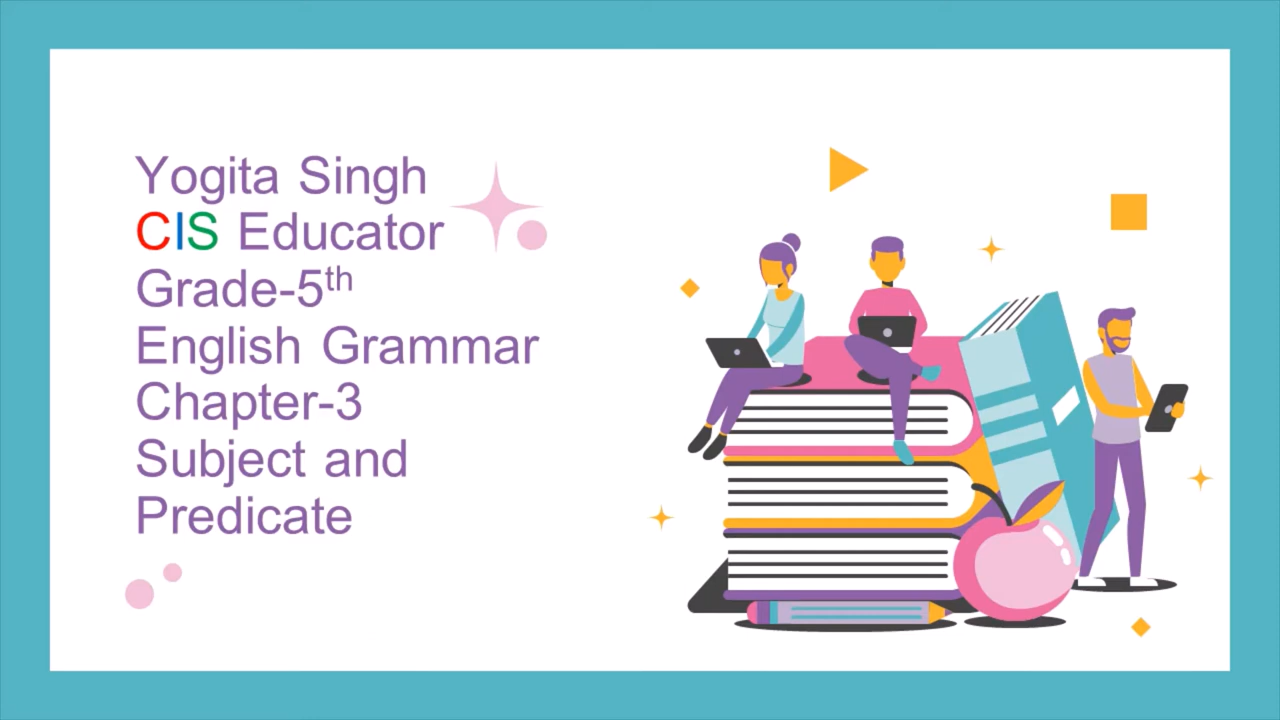 Yogita Singh
CIS Educator
Grade-5th
English Grammar
Chapter-3
Subject and
Predicate